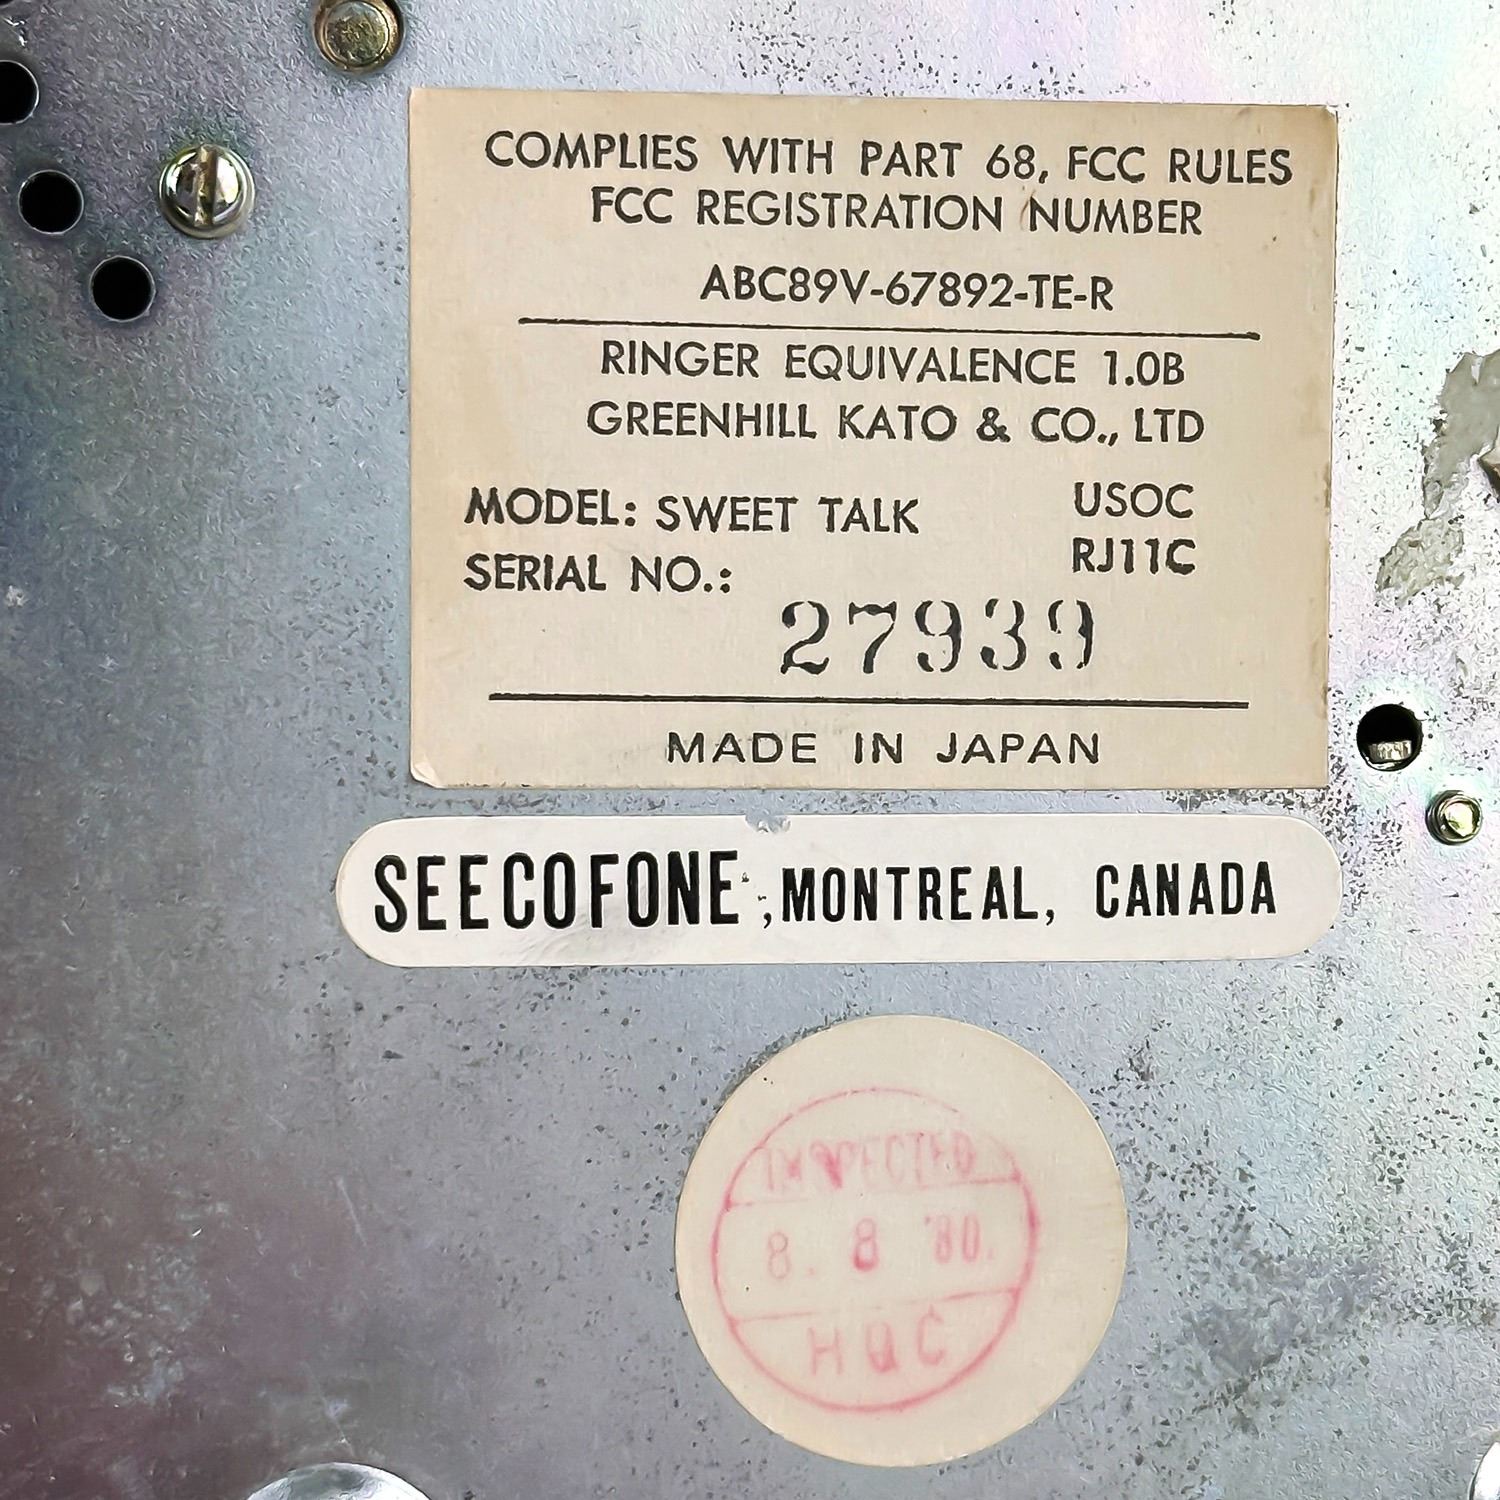 COMPLIES WITH PART 68, FCC RULES
FCC REGISTRATION NUMBER
ABC89V-67892-TE-R
RINGER EQUIVALENCE 1.0B
GREENHILL KATO & CO., LTD
MODEL: SWEET TALK USOC
SERIAL NO.: RJ11C
27939
MADE IN JAPAN
SEECOFONE, MONTREAL, CANADA
INSPECTED
8. 8 '80.
HQC